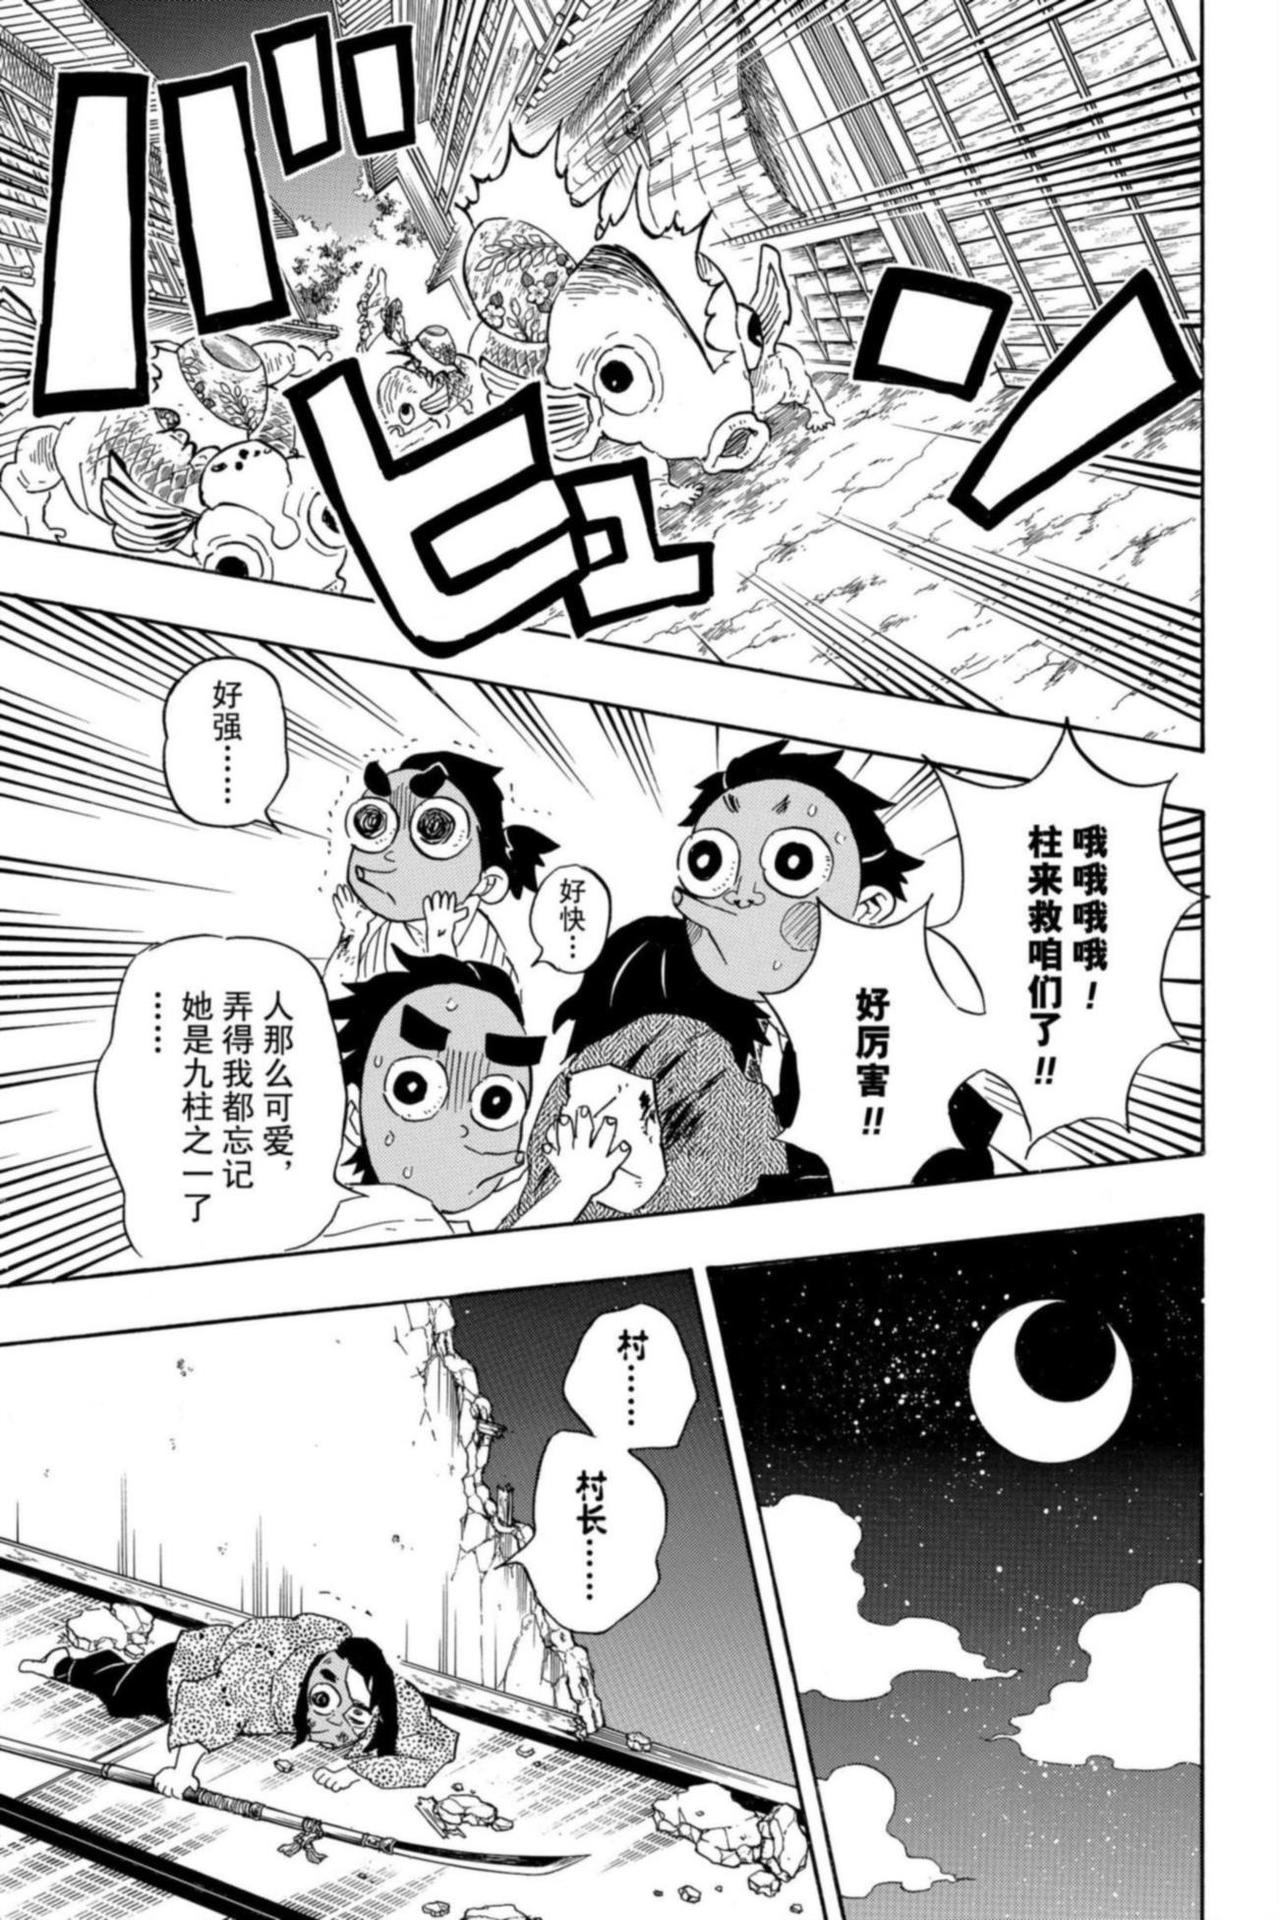 バババ
ヒュン
哦哦哦哦！
柱来救咱们了!!
好厉害!!
好快…
好强……
人那么可爱，
弄得我都忘记
她是九柱之一了
……
村……
村长……